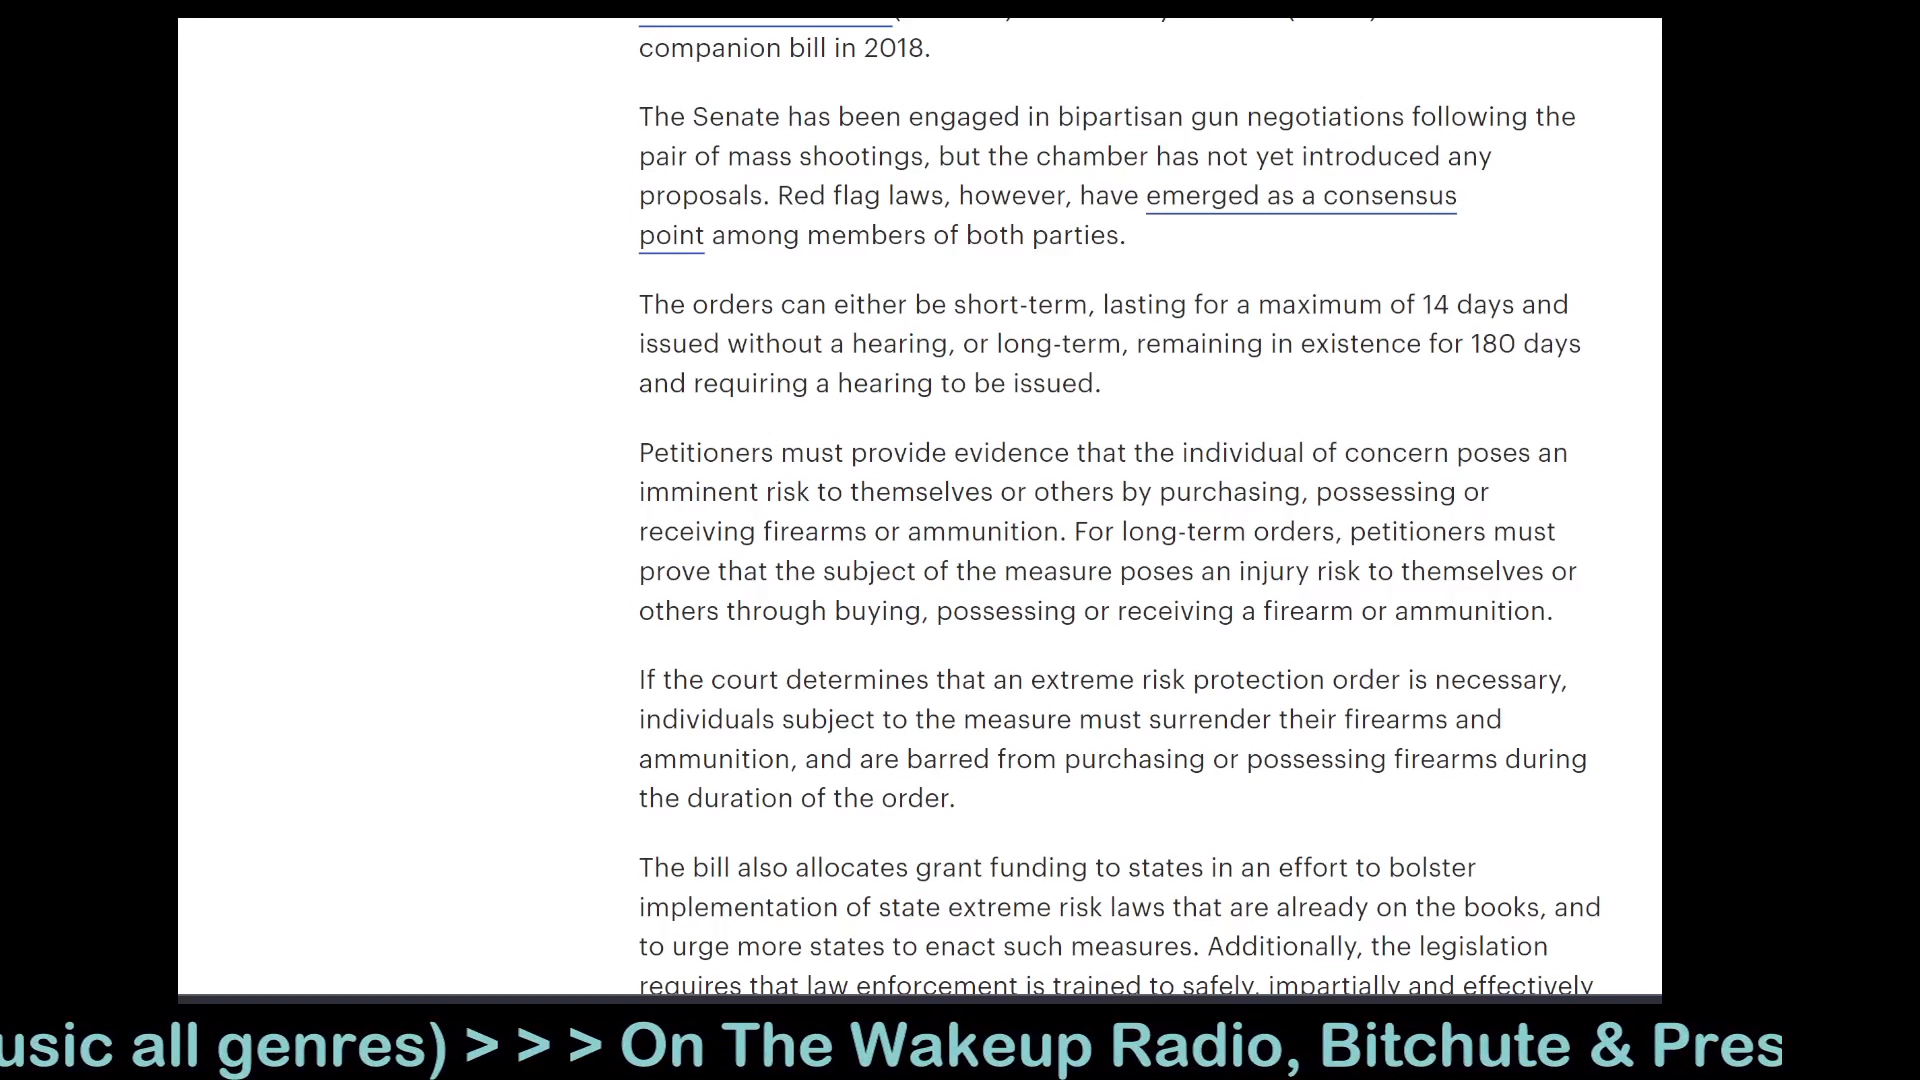 companion bill in 2018.
The Senate has been engaged in bipartisan gun negotiations following the
pair of mass shootings, but the chamber has not yet introduced any
proposals. Red flag laws, however, have emerged as a consensus
point among members of both parties.
The orders can either be short-term, lasting for a maximum of 14 days and
issued without a hearing, or long-term, remaining in existence for 180 days
and requiring a hearing to be issued.
Petitioners must provide evidence that the individual of concern poses an
imminent risk to themselves or others by purchasing, possessing or
receiving firearms or ammunition. For long-term orders, petitioners must
prove that the subject of the measure poses an injury risk to themselves or
others through buying, possessing or receiving a firearm or ammunition.
If the court determines that an extreme risk protection order is necessary,
individuals subject to the measure must surrender their firearms and
ammunition, and are barred from purchasing or possessing firearms during
the duration of the order.
The bill also allocates grant funding to states in an effort to bolster
implementation of state extreme risk laws that are already on the books, and
to urge more states to enact such measures. Additionally, the legislation
requires that law enforcement is trained to safely, impartially and effectively
usic all genres) > > > On The Wakeup Radio, Bitchute & Pres